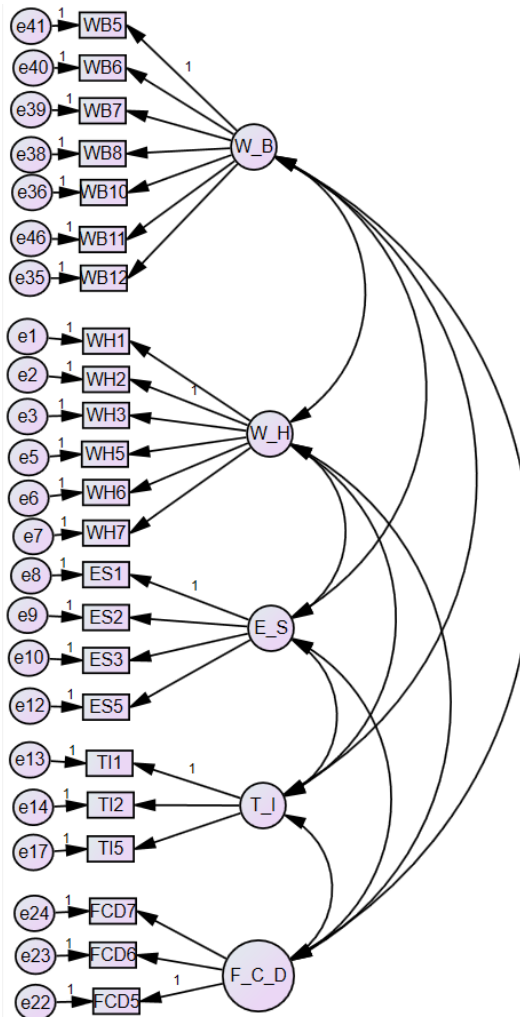 e41 1 WB5
1
e40 1 WB6
e39 1 WB7
e38 1 WB8
W_B
e36 1 WB10
e46 1 WB11
e35 1 WB12
e1 1 WH1
e2 1 WH2
1
e3 1 WH3
W_H
e5 1 WH5
e6 1 WH6
e7 1 WH7
e8 1 ES1
1
e9 1 ES2
E_S
e10 1 ES3
e12 1 ES5
e13 1 TI1
1
e14 1 TI2
T_I
e17 1 TI5
e24 1 FCD7
e23 1 FCD6
F_C_D
1
e22 1 FCD5